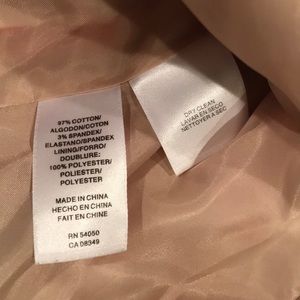 97% COTTON/
ALGODON/COTON
3% SPANDEX/
ELASTANO/SPANDEX
LINING/FORRO/
DOUBLURE:
100% POLYESTER/
POLIESTER/
POLYESTER
MADE IN CHINA
HECHO EN CHINA
FAIT EN CHINE
RN 54050
CA 08349
DRY CLEAN
LAVAR EN SECO
NETTOYER A SEC